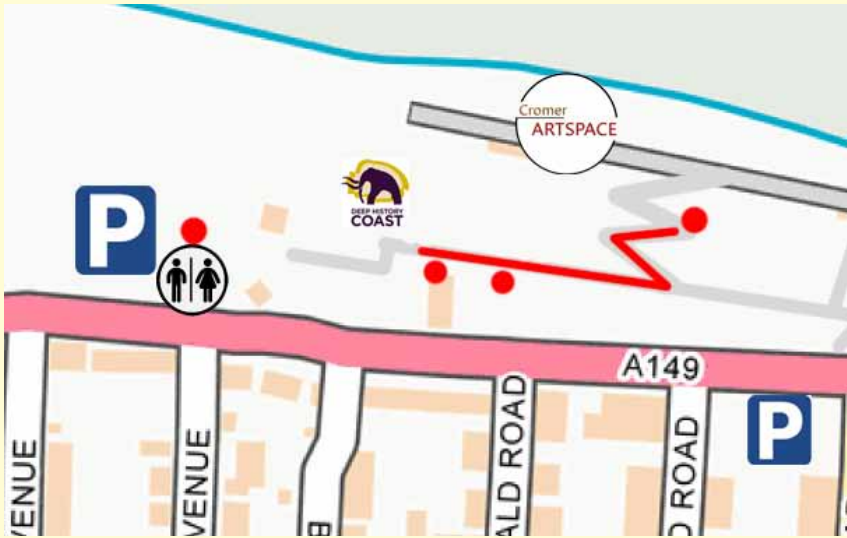 Cromer
ARTSPACE
DEEP HISTORY
COAST
P
A149
P
VENUE
VENUE
ALD ROAD
D ROAD